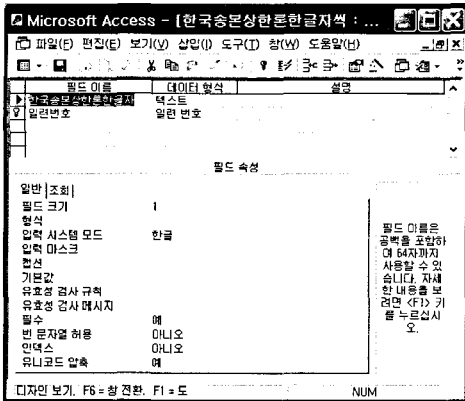 Microsoft Access - [한국송본상한론한글자씩 : ...
파일(F) 편집(E) 보기(V) 삽입(I) 도구(T) 창(W) 도움말(H)
필드 이름 데이터 형식 설명
한국송본상한론한글자 텍스트
일련번호 일련 번호
필드 속성
일반 조회
필드 크기 1
형식
입력 시스템 모드 한글
입력 마스크
캡션
기본값
유효성 검사 규칙
유효성 검사 메시지
필수 예
빈 문자열 허용 아니오
인덱스 아니오
유니코드 압축 예
필드 이름은
공백을 포함하
여 64자까지
사용할 수 있
습니다. 자세
한 내용을 보
려면 <F1> 키
를 누르십시
오.
디자인 보기. F6 = 창 전환. F1 = 도 NUM